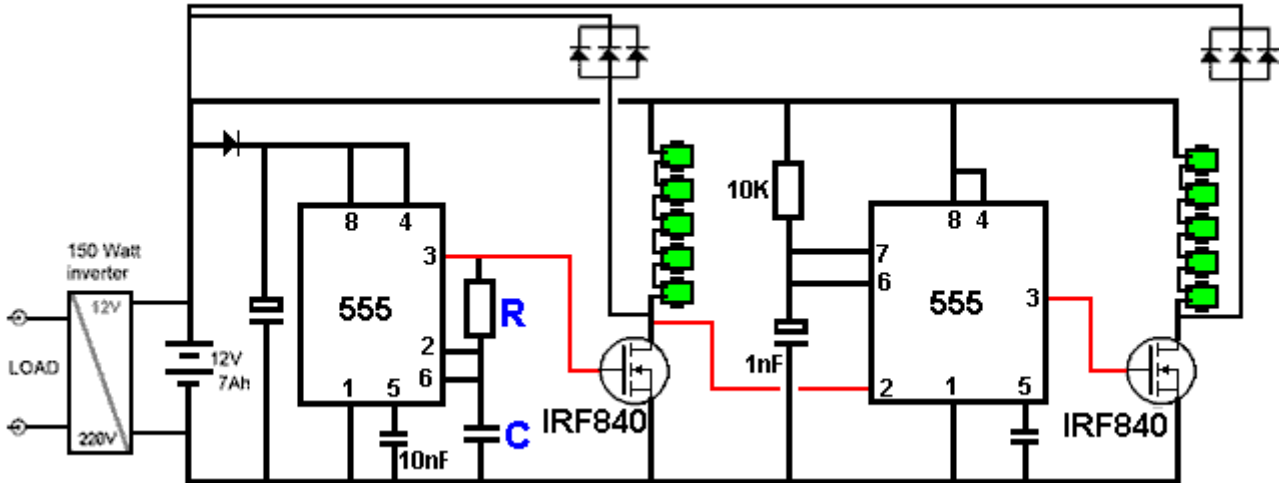 150 Watt
inverter
12V
LOAD
220V
12V
7Ah
8 4
3
555
R
2
6
1 5
10nF
C
IRF840
10K
1nF
8 4
7
6
555
3
2
1 5
IRF840